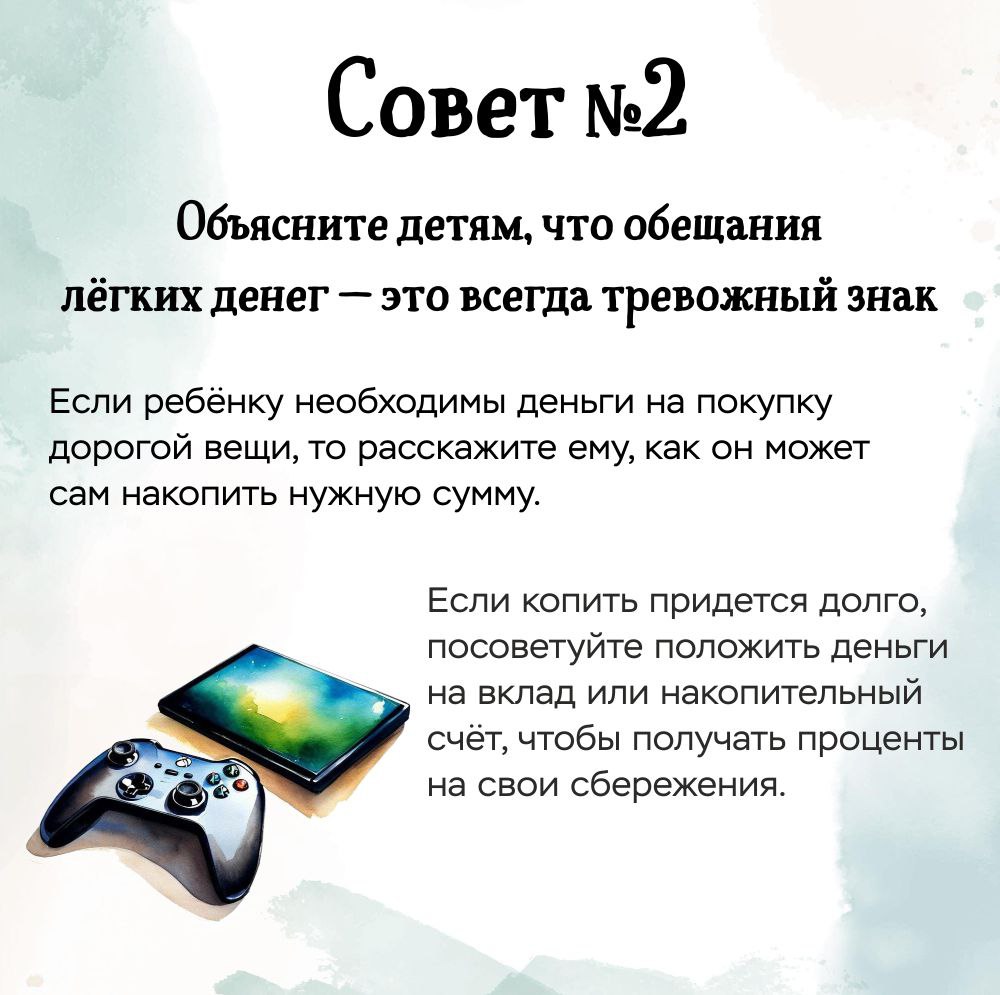 Совет №2
Объясните детям, что обещания
лёгких денег — это всегда тревожный знак
Если ребёнку необходимы деньги на покупку
дорогой вещи, то расскажите ему, как он может
сам накопить нужную сумму.
Если копить придется долго,
посоветуйте положить деньги
на вклад или накопительный
счёт, чтобы получать проценты
на свои сбережения.